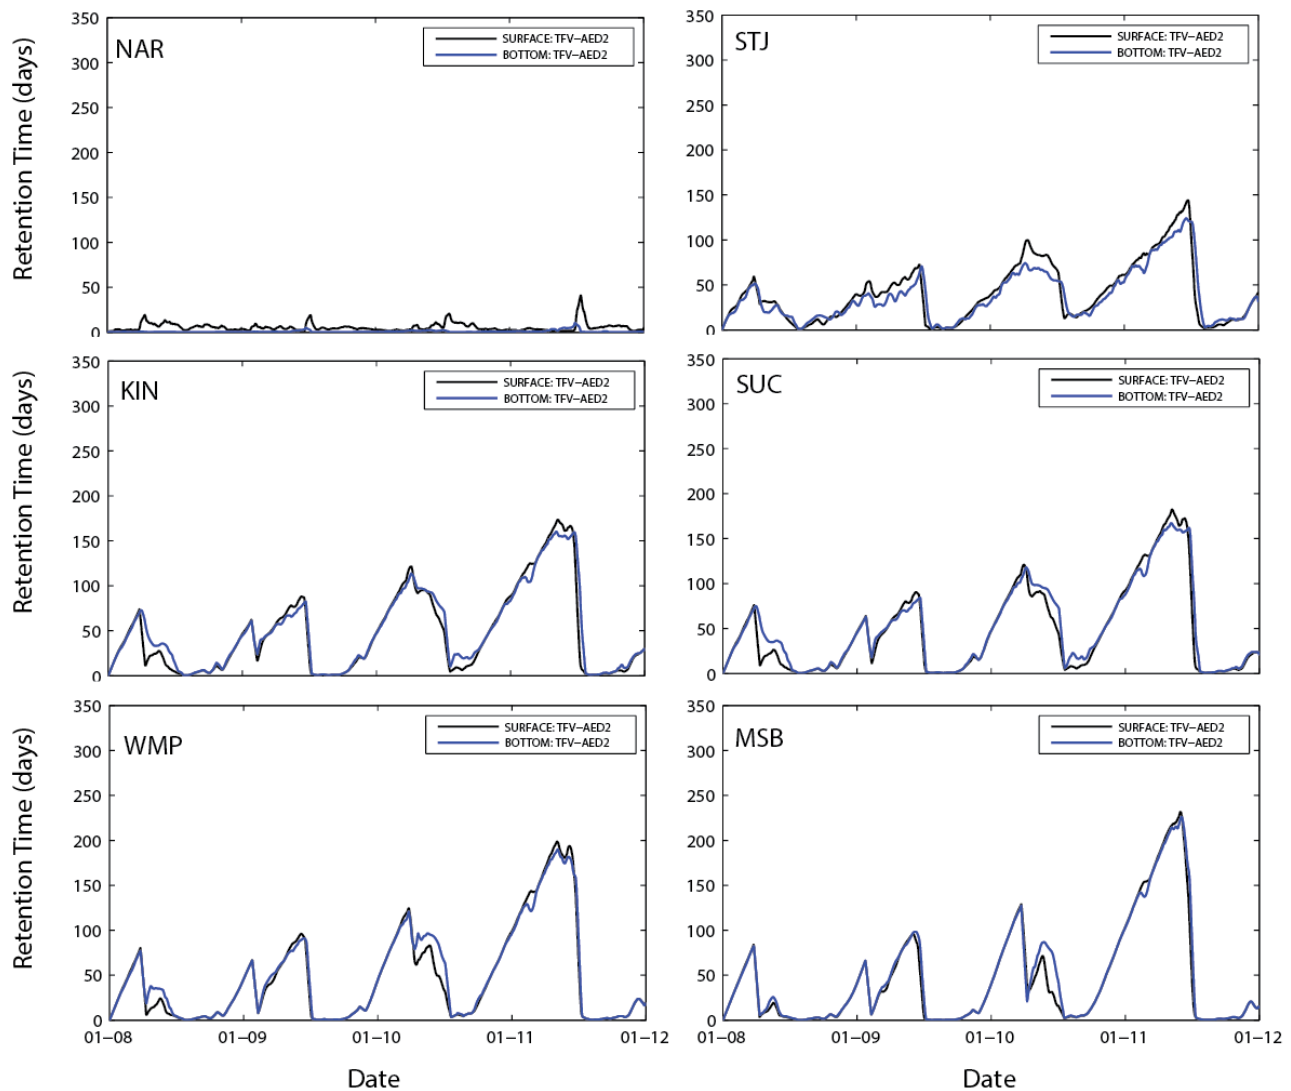 Retention Time (days)
350
300
250
200
150
100
50
0
NAR
SURFACE: TFV-AED2
BOTTOM: TFV-AED2
350
300
250
200
150
100
50
0
STJ
SURFACE: TFV-AED2
BOTTOM: TFV-AED2
Retention Time (days)
350
300
250
200
150
100
50
0
KIN
SURFACE: TFV-AED2
BOTTOM: TFV-AED2
350
300
250
200
150
100
50
0
SUC
SURFACE: TFV-AED2
BOTTOM: TFV-AED2
Retention Time (days)
350
300
250
200
150
100
50
0
WMP
SURFACE: TFV-AED2
BOTTOM: TFV-AED2
01-08 01-09 01-10 01-11 01-12
Date
350
300
250
200
150
100
50
0
MSB
SURFACE: TFV-AED2
BOTTOM: TFV-AED2
01-08 01-09 01-10 01-11 01-12
Date